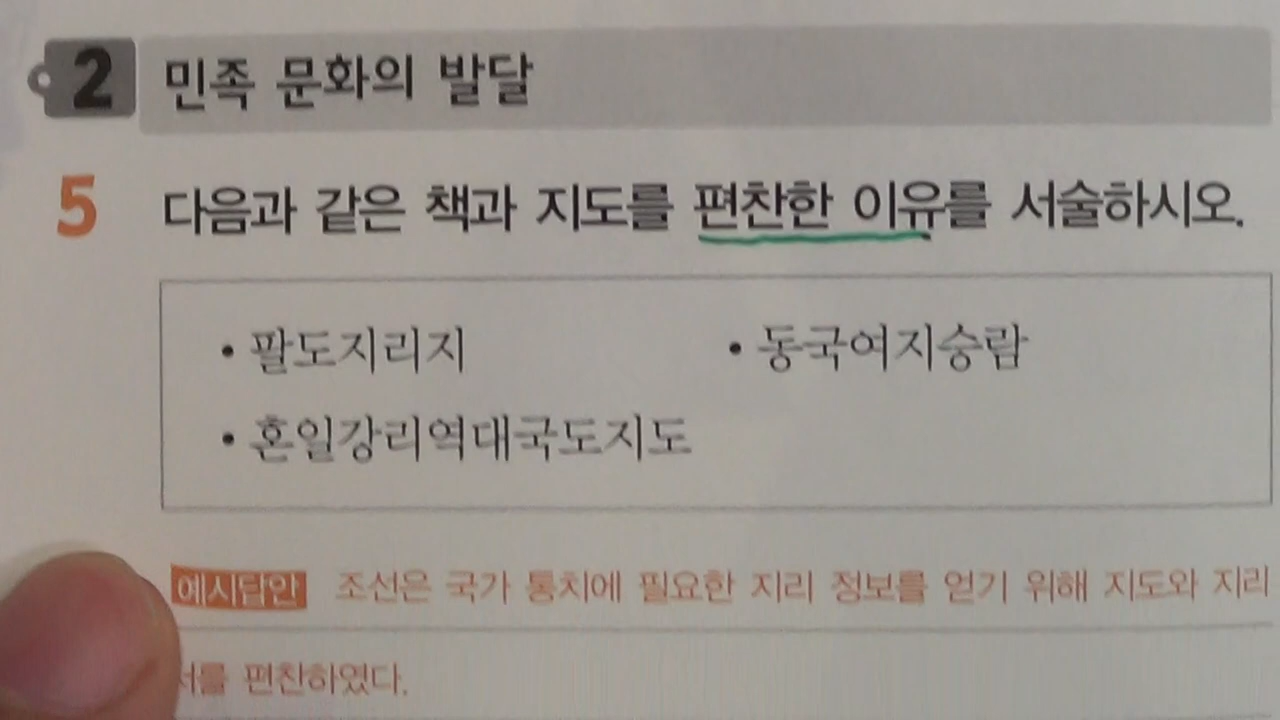 2 민족 문화의 발달
5 다음과 같은 책과 지도를 편찬한 이유를 서술하시오.
• 팔도지리지 • 동국여지승람
• 혼일강리역대국도지도
예시답안 조선은 국가 통치에 필요한 지리 정보를 얻기 위해 지도와 지리
편찬하였다.